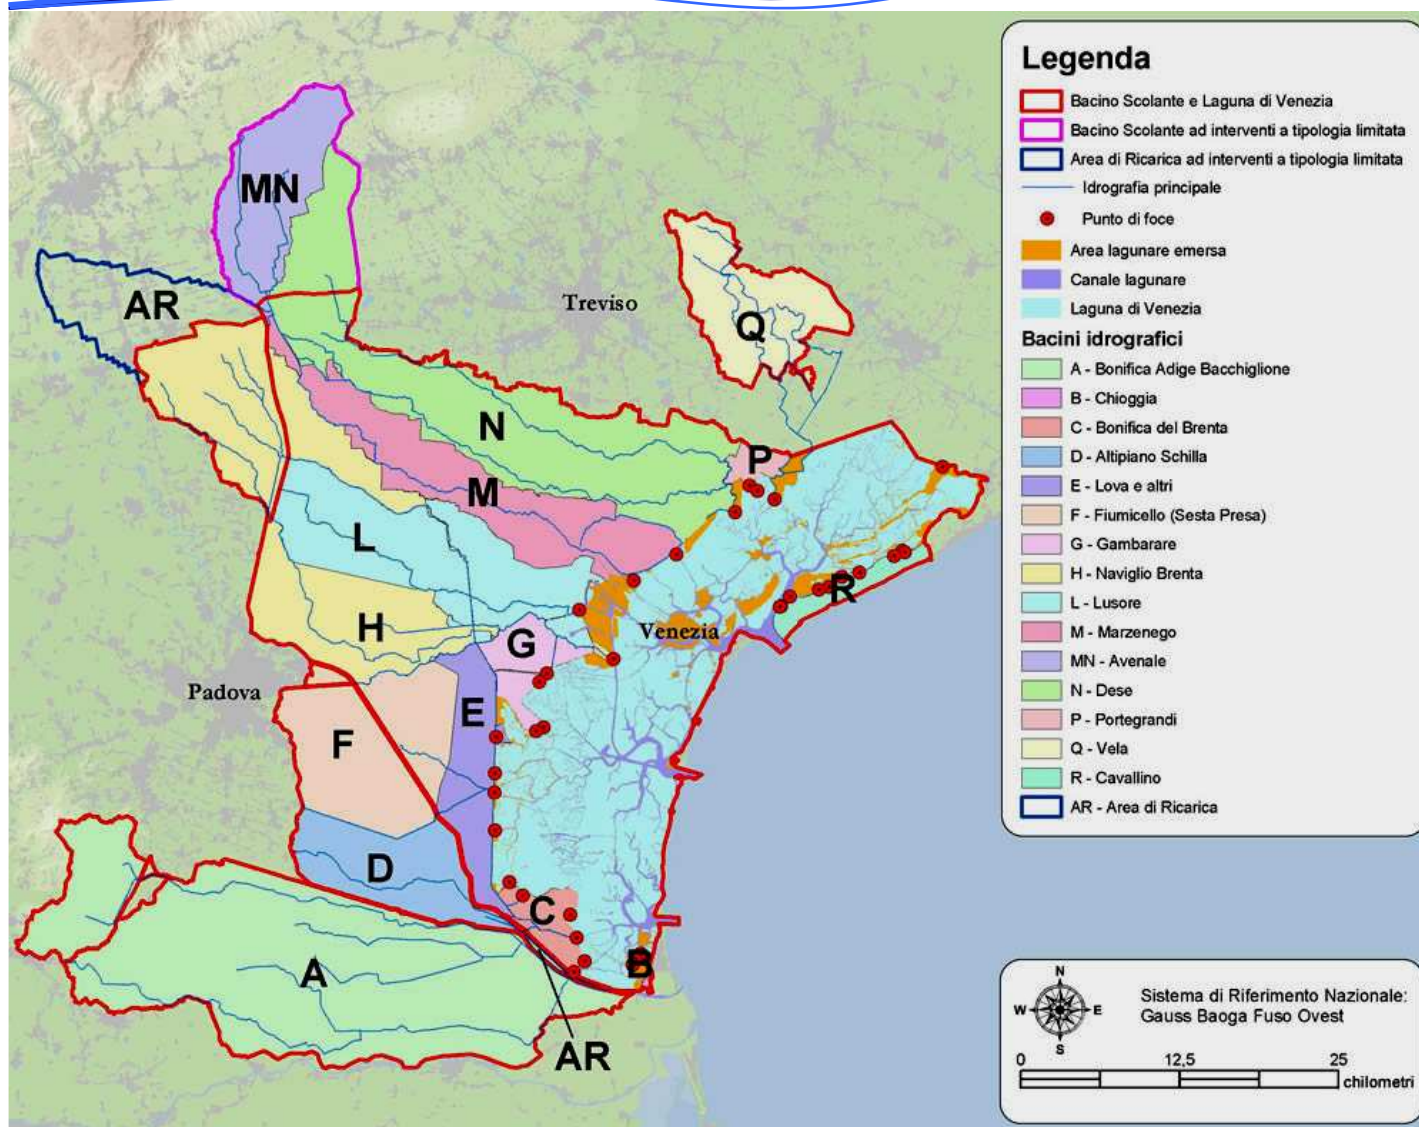 MN
AR
Treviso
Q
N
P
M
L
R
H
G
Venezia
Padova
E
F
D
C
B
A
AR
Legenda
Bacino Scolante e Laguna di Venezia
Bacino Scolante ad interventi a tipologia limitata
Area di Ricarica ad interventi a tipologia limitata
Idrografia principale
Punto di foce
Area lagunare emersa
Canale lagunare
Laguna di Venezia
Bacini idrografici
A - Bonifica Adige Bacchiglione
B - Chioggia
C - Bonifica del Brenta
D - Altipiano Schilla
E - Lova e altri
F - Fiumicello (Sesta Presa)
G - Gambarare
H - Naviglio Brenta
L - Lusore
M - Marzenego
MN - Avenale
N - Dese
P - Portegrandi
Q - Vela
R - Cavallino
AR - Area di Ricarica
N
W E
S
Sistema di Riferimento Nazionale:
Gauss Baoga Fuso Ovest
0 12,5 25
chilometri